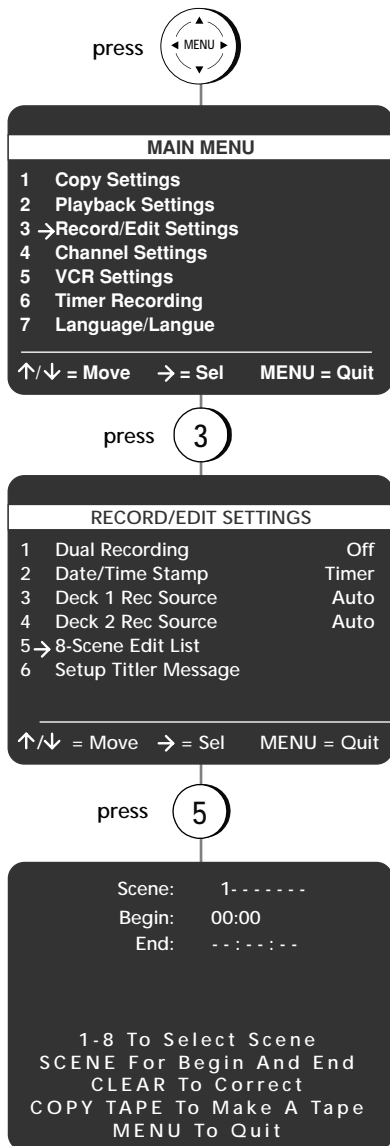 press MENU
MAIN MENU
1 Copy Settings
2 Playback Settings
3 →Record/Edit Settings
4 Channel Settings
5 VCR Settings
6 Timer Recording
7 Language/Langue
↑/↓ = Move → = Sel MENU = Quit
press 3
RECORD/EDIT SETTINGS
1 Dual Recording Off
2 Date/Time Stamp Timer
3 Deck 1 Rec Source Auto
4 Deck 2 Rec Source Auto
5→ 8-Scene Edit List
6 Setup Titler Message
↑/↓ = Move → = Sel MENU = Quit
press 5
Scene: 1-------
Begin: 00:00
End: --:--:--
1-8 To Select Scene
SCENE For Begin And End
CLEAR To Correct
COPY TAPE To Make A Tape
MENU To Quit